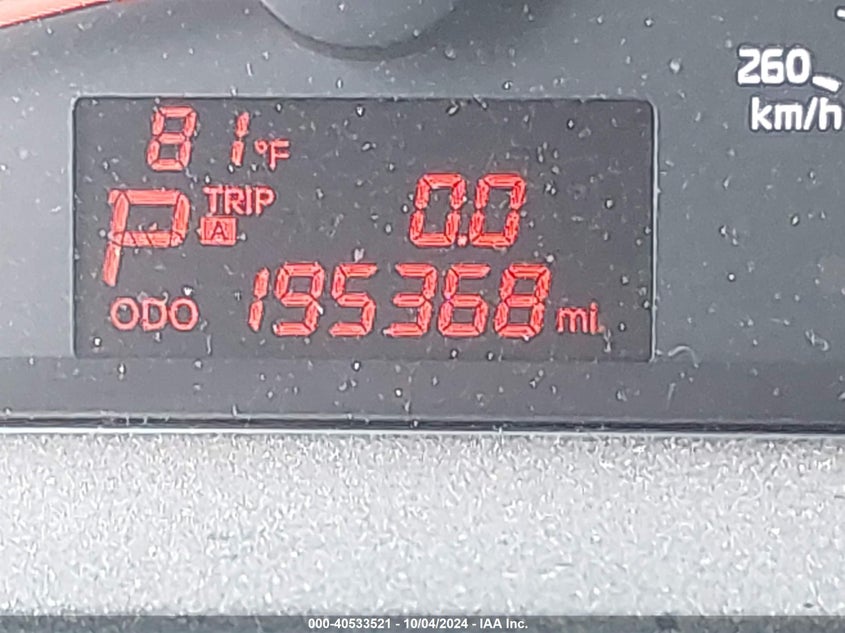 260
km/h
81°F
P TRIP A 0.0
ODO 195368 mi
000-40533521 - 10/04/2024 - IAA Inc.